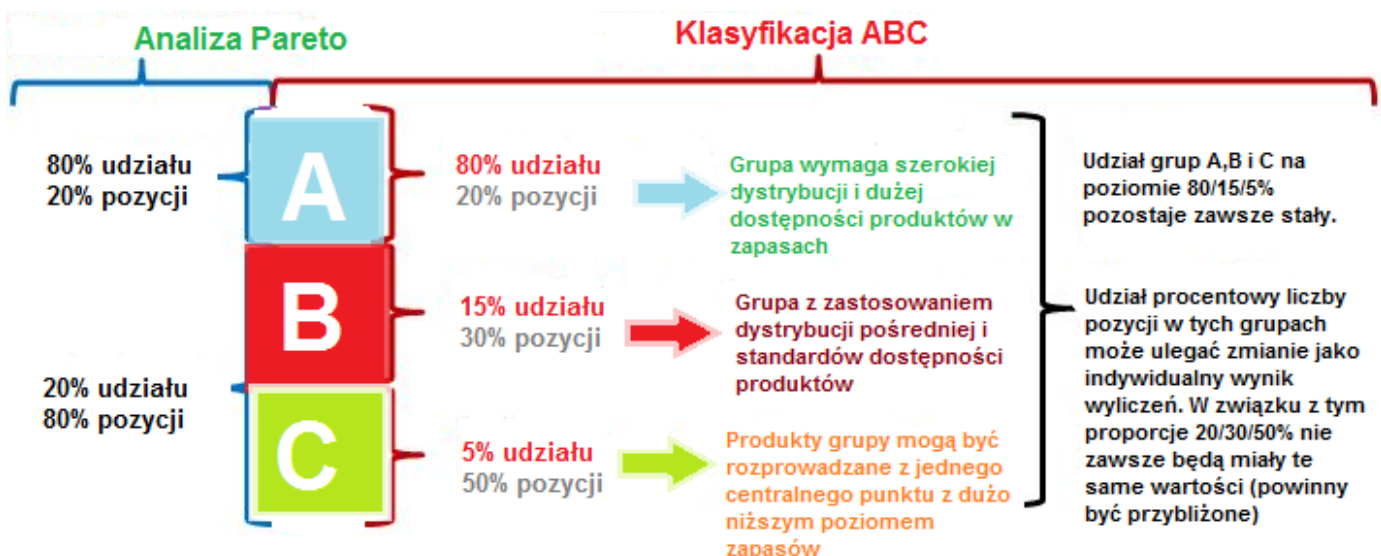 Analiza Pareto
Klasyfikacja ABC
80% udziału
20% pozycji
20% udziału
80% pozycji
A
B
C
80% udziału
20% pozycji
Grupa wymaga szerokiej
dystrybucji i dużej
dostępności produktów w
zapasach
15% udziału
30% pozycji
Grupa z zastosowaniem
dystrybucji pośredniej i
standardów dostępności
produktów
5% udziału
50% pozycji
Produkty grupy mogą być
rozprowadzane z jednego
centralnego punktu z dużo
niższym poziomem
zapasów
Udział grup A,B i C na
poziomie 80/15/5%
pozostaje zawsze stały.
Udział procentowy liczby
pozycji w tych grupach
może ulegać zmianie jako
indywidualny wynik
wyliczeń. W związku z tym
proporcje 20/30/50% nie
zawsze będą miały te
same wartości (powinny
być przybliżone)